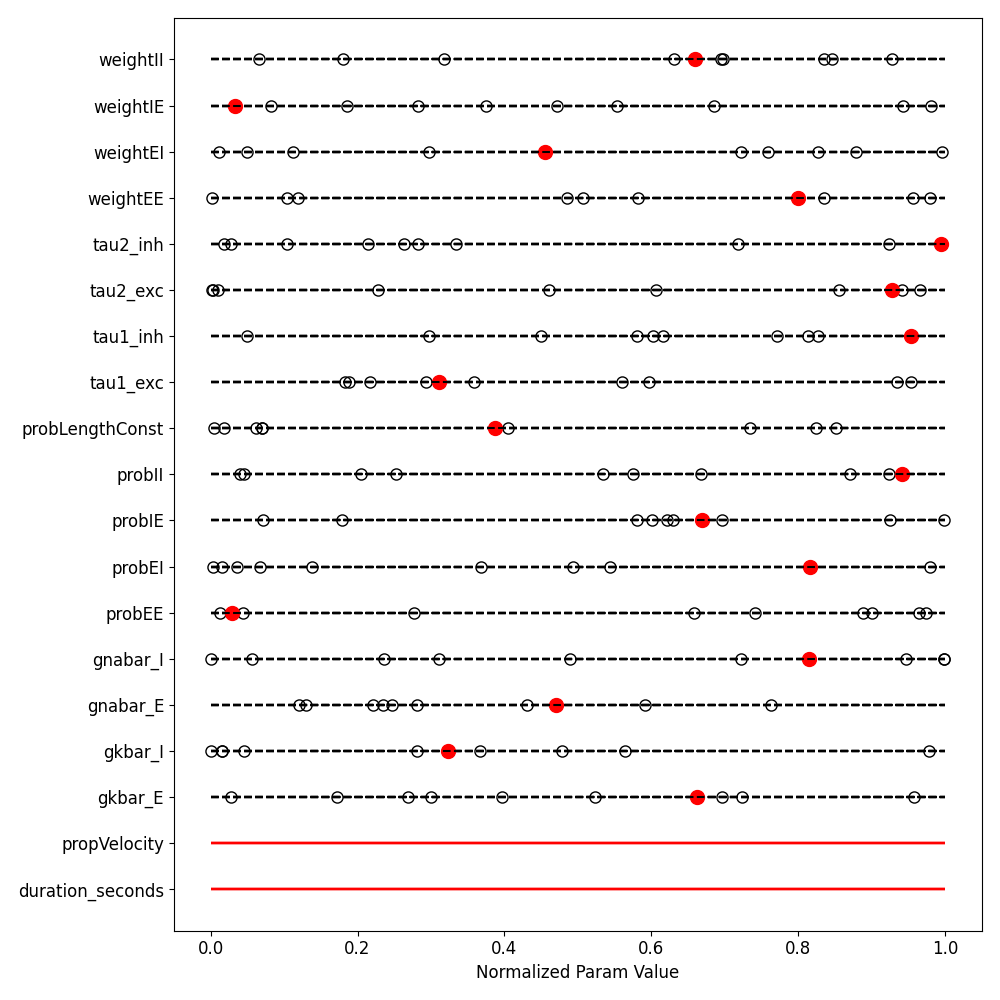 weightII
weightIE
weightEI
weightEE
tau2_inh
tau2_exc
tau1_inh
tau1_exc
probLengthConst
probII
probIE
probEI
probEE
gnabar_I
gnabar_E
gkbar_I
gkbar_E
propVelocity
duration_seconds
0.0 0.2 0.4 0.6 0.8 1.0
Normalized Param Value